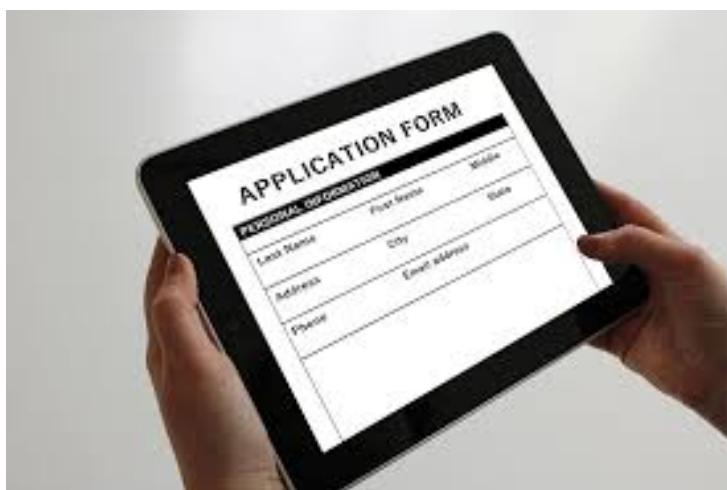 APPLICATION FORM
PERSONAL INFORMATION
Last Name First Name Middle
Address City State
Phone Email address